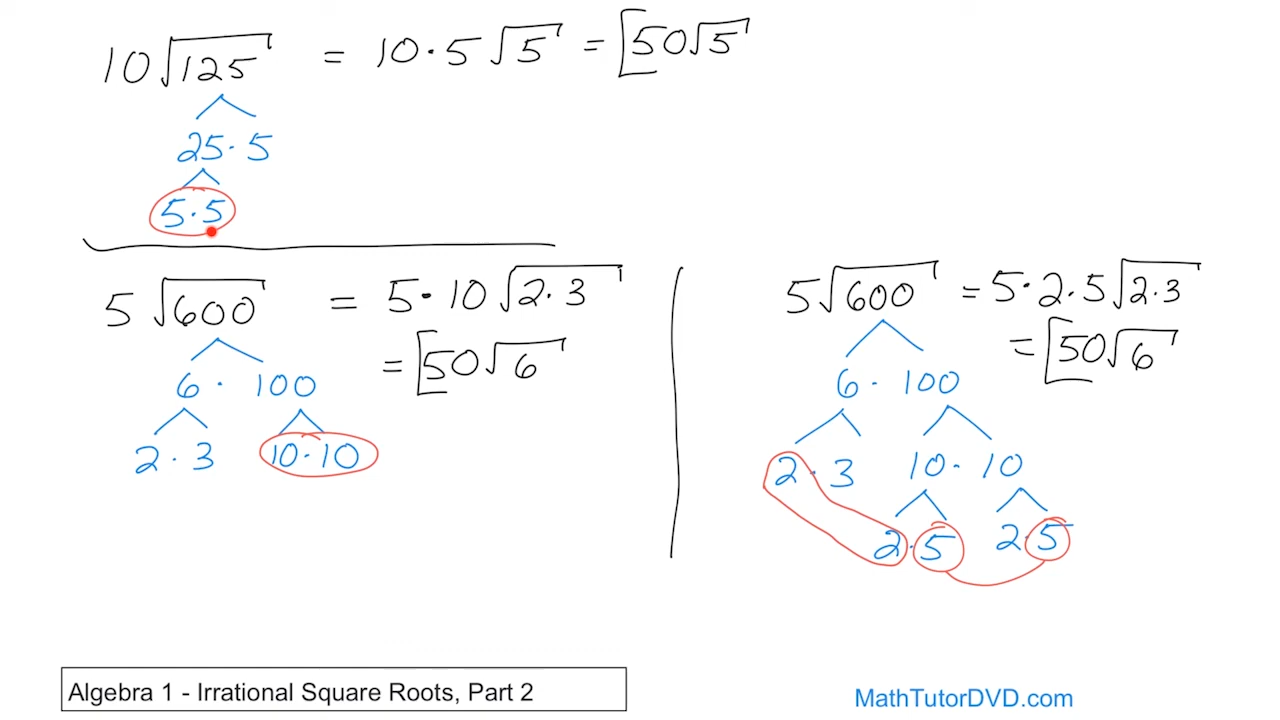 10√125 = 10·5√5 = 50√5
25·5
5·5
5√600 = 5·10√2·3
= 50√6
6·100
2·3 10·10
5√600 = 5·2·5√2·3
= 50√6
6·100
2·3 10·10
2·5 2·5
Algebra 1 - Irrational Square Roots, Part 2
MathTutorDVD.com